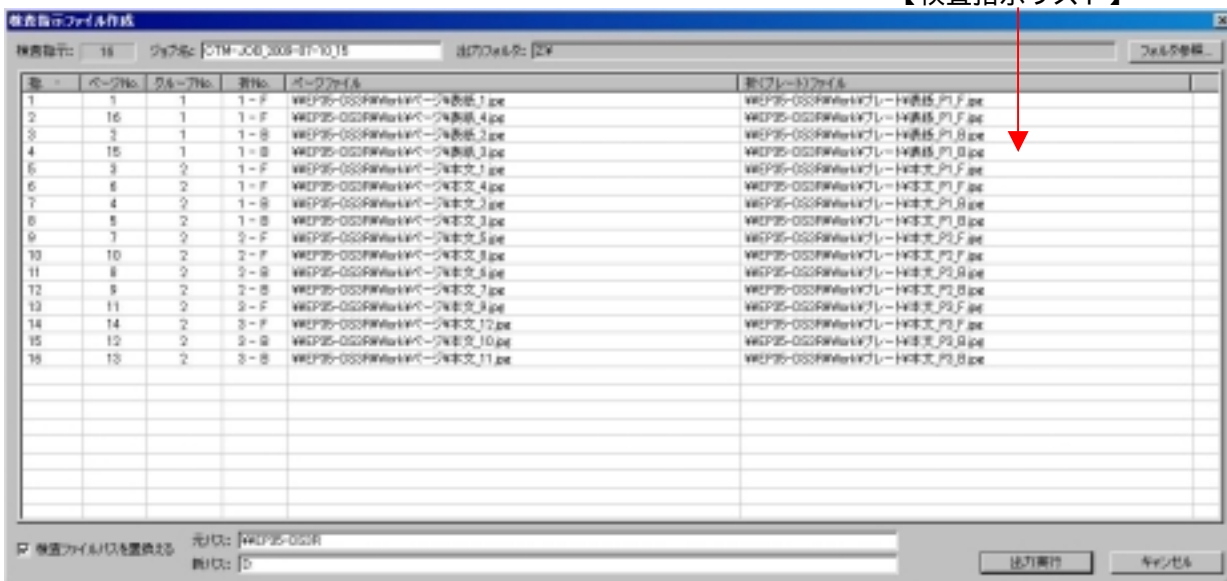 【検査指示リスト】
検査指示ファイル作成
検査指示: 16 ジョブ名: CTM-JOB_2009-07-10_15 出力フォルダ: Z:¥ フォルダ参照...
ページNo. グループNo. 折No. ページファイル 折(プレート)ファイル
1 1 1 1-F ¥¥EP35-OS3R¥Work¥ページ¥表紙_1.jpg ¥¥EP35-OS3R¥Work¥プレート¥表紙_P1_F.jpg
2 16 1 1-F ¥¥EP35-OS3R¥Work¥ページ¥表紙_4.jpg ¥¥EP35-OS3R¥Work¥プレート¥表紙_P1_F.jpg
3 2 1 1-B ¥¥EP35-OS3R¥Work¥ページ¥表紙_2.jpg ¥¥EP35-OS3R¥Work¥プレート¥表紙_P1_B.jpg
4 15 1 1-B ¥¥EP35-OS3R¥Work¥ページ¥表紙_3.jpg ¥¥EP35-OS3R¥Work¥プレート¥表紙_P1_B.jpg
5 3 2 1-F ¥¥EP35-OS3R¥Work¥ページ¥本文_1.jpg ¥¥EP35-OS3R¥Work¥プレート¥本文_P1_F.jpg
6 6 2 1-F ¥¥EP35-OS3R¥Work¥ページ¥本文_4.jpg ¥¥EP35-OS3R¥Work¥プレート¥本文_P1_F.jpg
7 4 2 1-B ¥¥EP35-OS3R¥Work¥ページ¥本文_2.jpg ¥¥EP35-OS3R¥Work¥プレート¥本文_P1_B.jpg
8 5 2 1-B ¥¥EP35-OS3R¥Work¥ページ¥本文_3.jpg ¥¥EP35-OS3R¥Work¥プレート¥本文_P1_B.jpg
9 7 2 2-F ¥¥EP35-OS3R¥Work¥ページ¥本文_5.jpg ¥¥EP35-OS3R¥Work¥プレート¥本文_P2_F.jpg
10 10 2 2-F ¥¥EP35-OS3R¥Work¥ページ¥本文_8.jpg ¥¥EP35-OS3R¥Work¥プレート¥本文_P2_F.jpg
11 8 2 2-B ¥¥EP35-OS3R¥Work¥ページ¥本文_6.jpg ¥¥EP35-OS3R¥Work¥プレート¥本文_P2_B.jpg
12 9 2 2-B ¥¥EP35-OS3R¥Work¥ページ¥本文_7.jpg ¥¥EP35-OS3R¥Work¥プレート¥本文_P2_B.jpg
13 11 2 3-F ¥¥EP35-OS3R¥Work¥ページ¥本文_9.jpg ¥¥EP35-OS3R¥Work¥プレート¥本文_P3_F.jpg
14 14 2 3-F ¥¥EP35-OS3R¥Work¥ページ¥本文_12.jpg ¥¥EP35-OS3R¥Work¥プレート¥本文_P3_F.jpg
15 12 2 3-B ¥¥EP35-OS3R¥Work¥ページ¥本文_10.jpg ¥¥EP35-OS3R¥Work¥プレート¥本文_P3_B.jpg
16 13 2 3-B ¥¥EP35-OS3R¥Work¥ページ¥本文_11.jpg ¥¥EP35-OS3R¥Work¥プレート¥本文_P3_B.jpg
検査ファイルパスを置換える 元パス: ¥¥EP35-OS3R
新パス: D: 出力実行 キャンセル